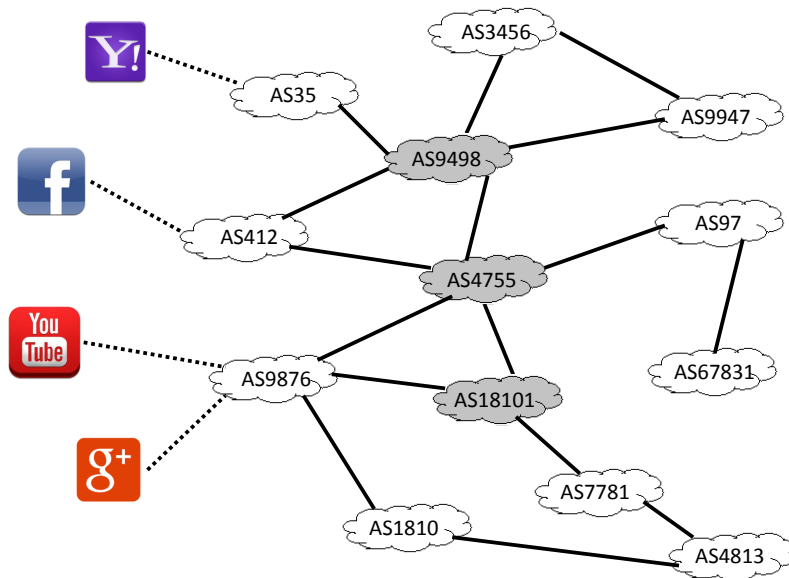 AS3456
Y!
AS35
AS9947
AS9498
f
AS412
AS97
AS4755
You
Tube
AS9876
AS67831
AS18101
g+
AS7781
AS1810
AS4813